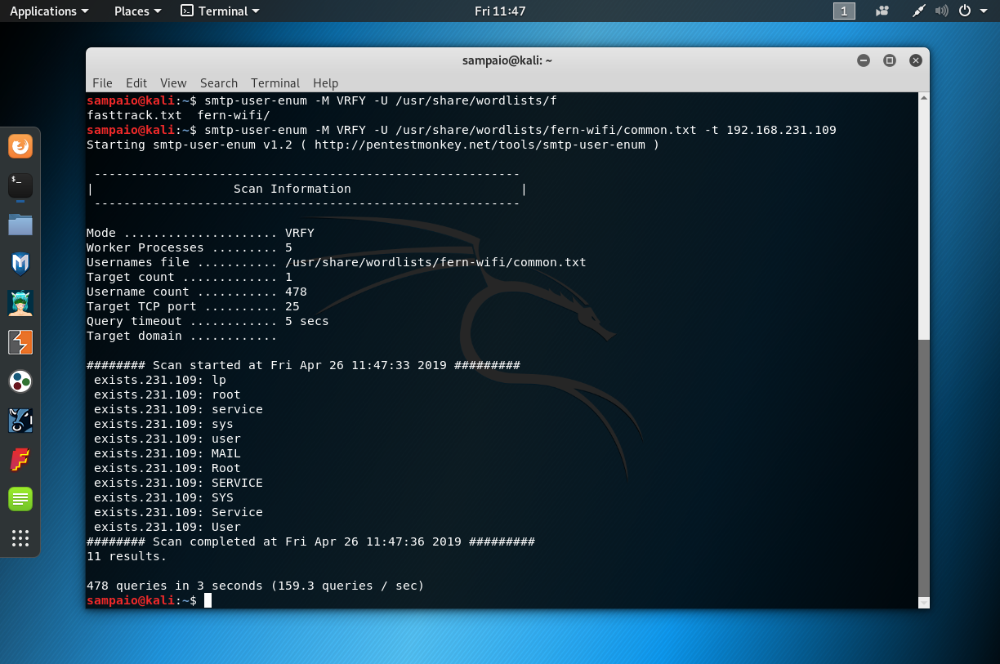 Applications Places Terminal Fri 11:47 1
sampaio@kali: ~
File Edit View Search Terminal Help
sampaio@kali:~$ smtp-user-enum -M VRFY -U /usr/share/wordlists/f
fasttrack.txt  fern-wifi/
sampaio@kali:~$ smtp-user-enum -M VRFY -U /usr/share/wordlists/fern-wifi/common.txt -t 192.168.231.109
Starting smtp-user-enum v1.2 ( http://pentestmonkey.net/tools/smtp-user-enum )
 ----------------------------------------------------------
|                   Scan Information                       |
 ----------------------------------------------------------
Mode ..................... VRFY
Worker Processes ......... 5
Usernames file ........... /usr/share/wordlists/fern-wifi/common.txt
Target count ............. 1
Username count ........... 478
Target TCP port .......... 25
Query timeout ............ 5 secs
Target domain ............
######## Scan started at Fri Apr 26 11:47:33 2019 #########
 exists.231.109: lp
 exists.231.109: root
 exists.231.109: service
 exists.231.109: sys
 exists.231.109: user
 exists.231.109: MAIL
 exists.231.109: Root
 exists.231.109: SERVICE
 exists.231.109: SYS
 exists.231.109: Service
 exists.231.109: User
######## Scan completed at Fri Apr 26 11:47:36 2019 #########
11 results.
478 queries in 3 seconds (159.3 queries / sec)
sampaio@kali:~$